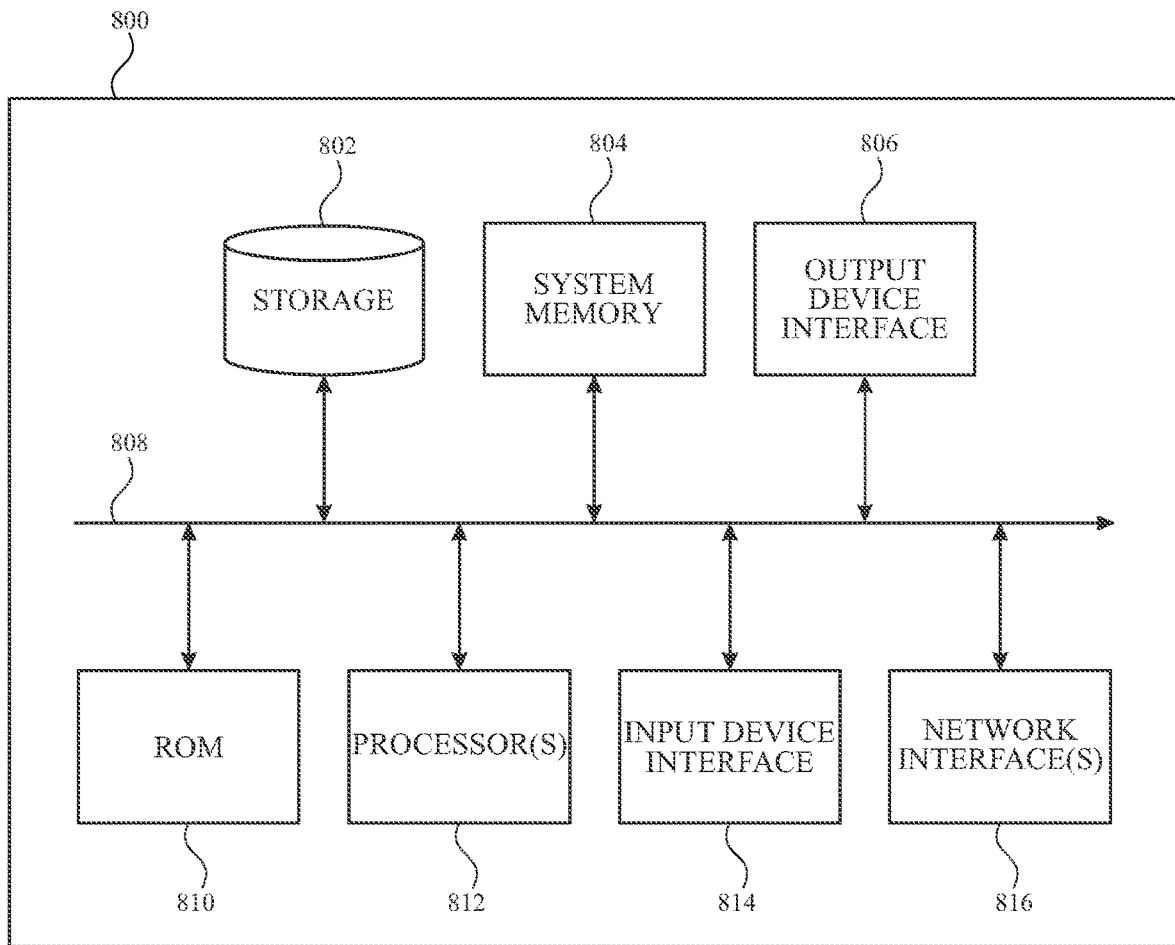 800
802
804
806
STORAGE
SYSTEM
MEMORY
OUTPUT
DEVICE
INTERFACE
808
ROM
PROCESSOR(S)
INPUT DEVICE
INTERFACE
NETWORK
INTERFACE(S)
810
812
814
816